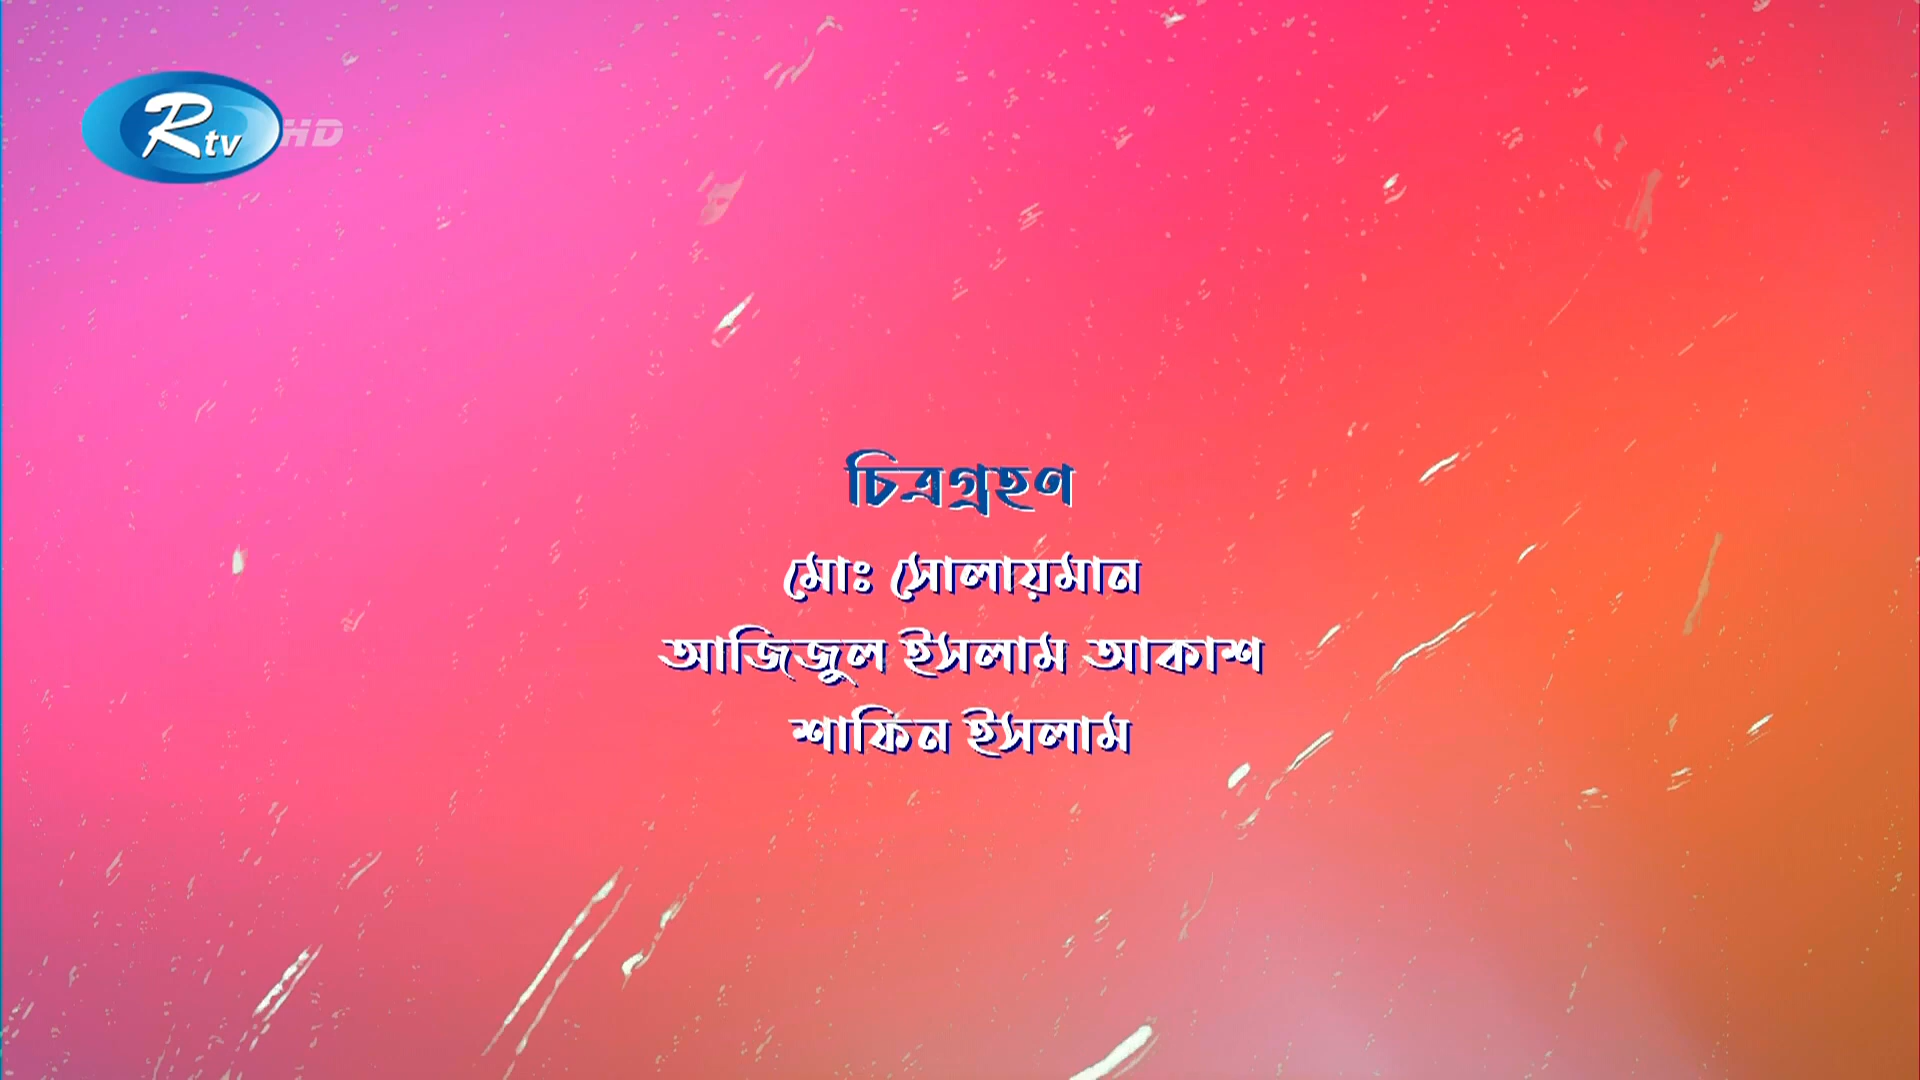 Rtv HD
চিত্রগ্রহণ
মোঃ সোলায়মান
আজিজুল ইসলাম আকাশ
শাফিন ইসলাম